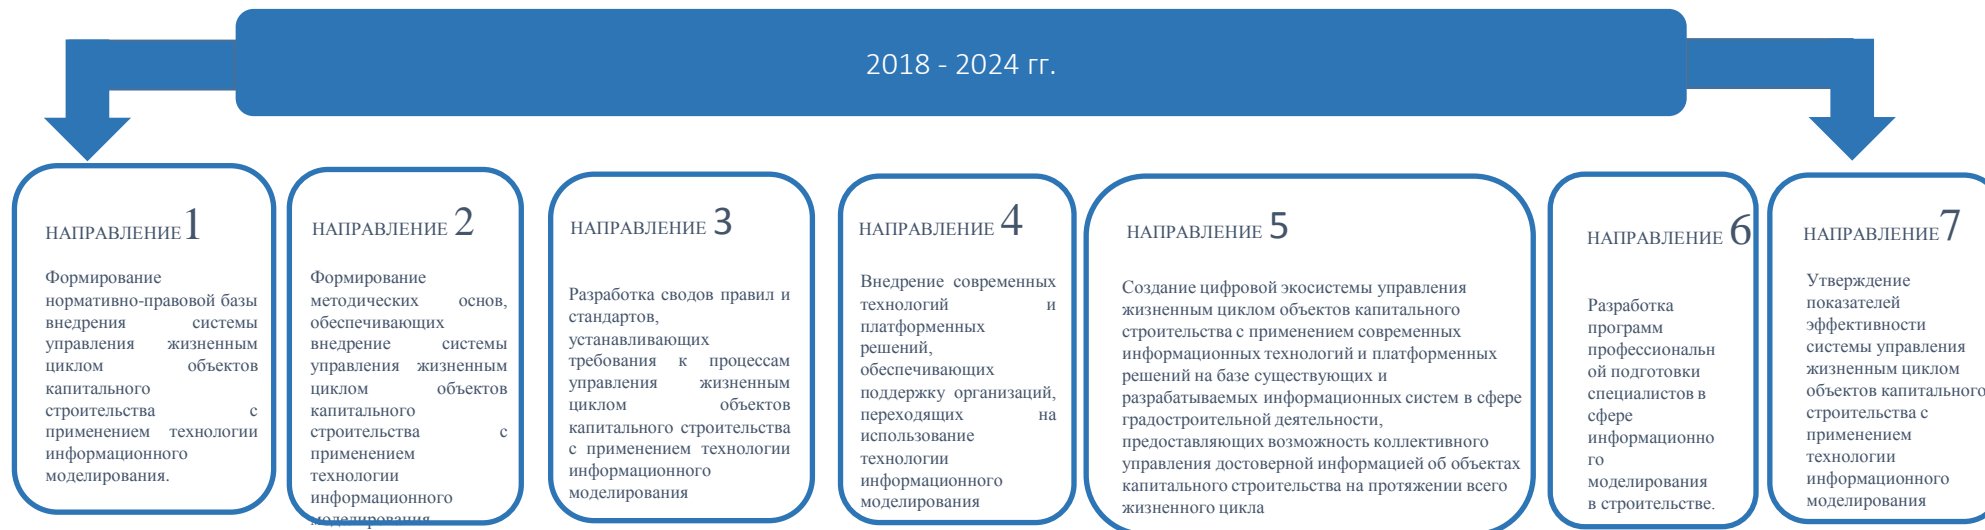 2018 - 2024 гг.
НАПРАВЛЕНИЕ 1
Формирование
нормативно-правовой базы
внедрения системы
управления жизненным
циклом объектов
капитального
строительства с
применением технологии
информационного
моделирования.
НАПРАВЛЕНИЕ 2
Формирование
методических основ,
обеспечивающих
внедрение системы
управления жизненным
циклом объектов
капитального
строительства с
применением
технологии
информационного
моделирования
НАПРАВЛЕНИЕ 3
Разработка сводов правил и
стандартов,
устанавливающих
требования к процессам
управления жизненным
циклом объектов
капитального строительства
с применением технологии
информационного
моделирования
НАПРАВЛЕНИЕ 4
Внедрение современных
технологий и
платформенных
решений,
обеспечивающих
поддержку организаций,
переходящих на
использование
технологии
информационного
моделирования
НАПРАВЛЕНИЕ 5
Создание цифровой экосистемы управления
жизненным циклом объектов капитального
строительства с применением современных
информационных технологий и платформенных
решений на базе существующих и
разрабатываемых информационных систем в сфере
градостроительной деятельности,
предоставляющих возможность коллективного
управления достоверной информацией об объектах
капитального строительства на протяжении всего
жизненного цикла
НАПРАВЛЕНИЕ 6
Разработка
программ
профессиональн
ой подготовки
специалистов в
сфере
информационно
го
моделирования
в строительстве.
НАПРАВЛЕНИЕ 7
Утверждение
показателей
эффективности
системы управления
жизненным циклом
объектов капитального
строительства с
применением
технологии
информационного
моделирования